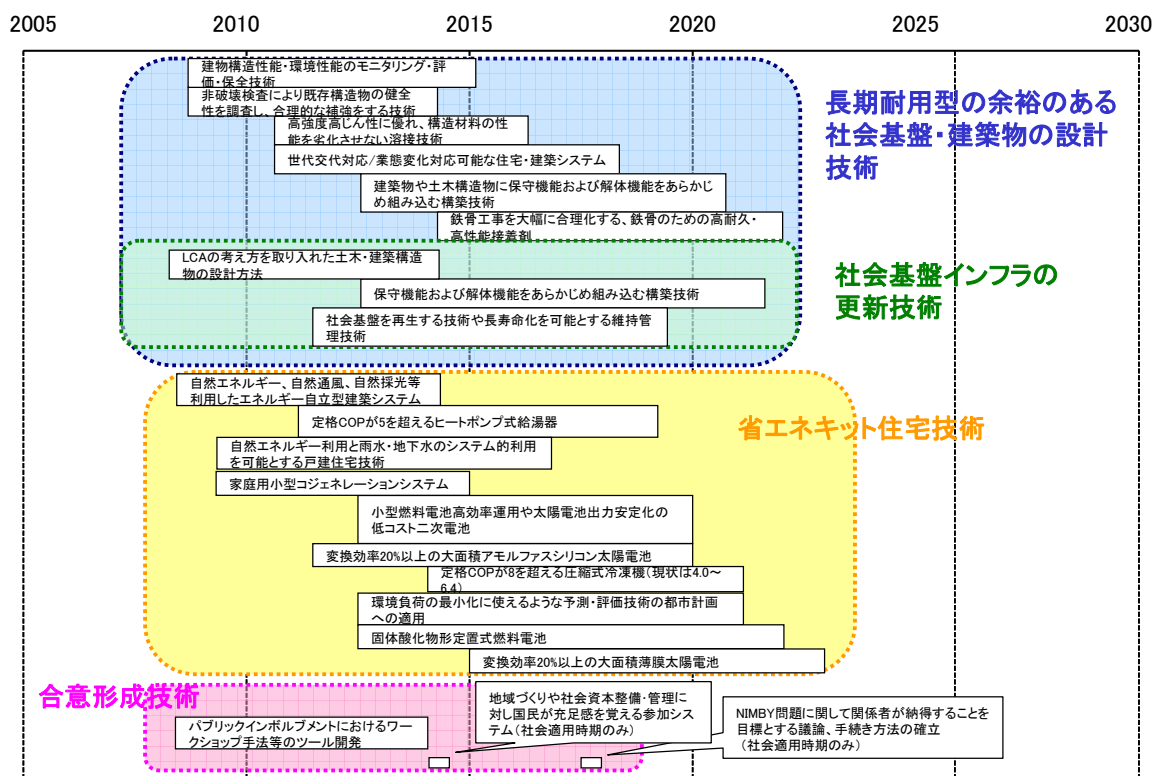 2005
2010
2015
2020
2025
2030
建物構造性能・環境性能のモニタリング・評
価・保全技術
非破壊検査により既存構造物の健全
性を調査し、合理的な補強をする技術
高強度高じん性に優れ、構造材料の性
能を劣化させない溶接技術
世代交代対応/業態変化対応可能な住宅・建築システム
建築物や土木構造物に保守機能および解体機能をあらかじ
め組み込む構築技術
鉄骨工事を大幅に合理化する、鉄骨のための高耐久・
高性能接着剤
長期耐用型の余裕のある
社会基盤・建築物の設計
技術
LCAの考え方を取り入れた土木・建築構造
物の設計方法
保守機能および解体機能をあらかじめ組み込む構築技術
社会基盤を再生する技術や長寿命化を可能とする維持管
理技術
社会基盤インフラの
更新技術
自然エネルギー、自然通風、自然採光等
利用したエネルギー自立型建築システム
定格COPが5を超えるヒートポンプ式給湯器
自然エネルギー利用と雨水・地下水のシステム的利用
を可能とする戸建住宅技術
家庭用小型コジェネレーションシステム
小型燃料電池高効率運用や太陽電池出力安定化の
低コスト二次電池
変換効率20%以上の大面積アモルファスシリコン太陽電池
定格COPが8を超える圧縮式冷凍機(現状は4.0～
6.4)
環境負荷の最小化に使えるような予測・評価技術の都市計画
への適用
固体酸化物形定置式燃料電池
変換効率20%以上の大面積薄膜太陽電池
省エネキット住宅技術
合意形成技術
パブリックインボルブメントにおけるワー
クショップ手法等のツール開発
地域づくりや社会資本整備・管理に
対し国民が充足感を覚える参加シス
テム(社会適用時期のみ)
NIMBY問題に関して関係者が納得することを
目標とする議論、手続き方法の確立
(社会適用時期のみ)